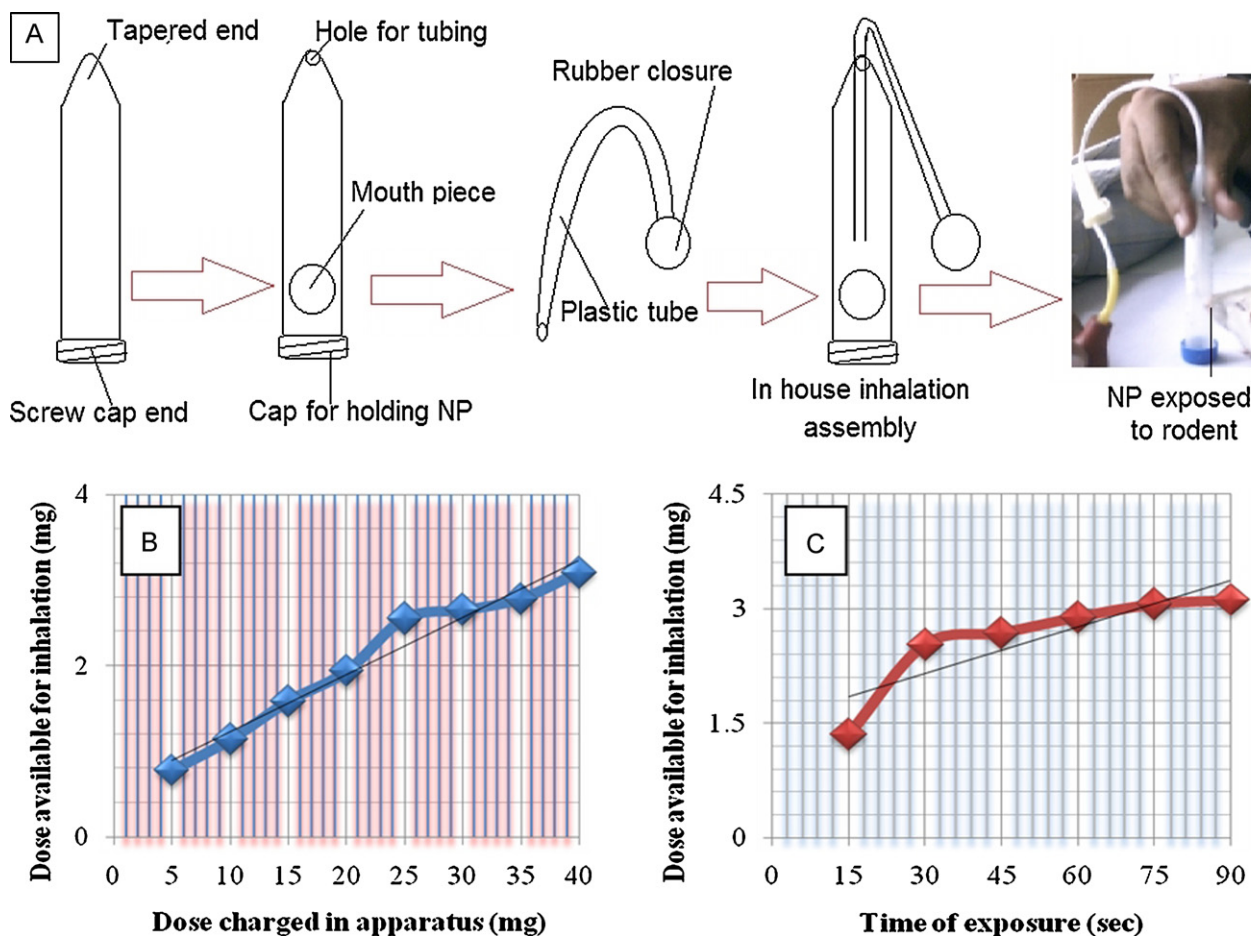 A
Tapered end
Hole for tubing
Rubber closure
Mouth piece
Plastic tube
Screw cap end
Cap for holding NP
In house inhalation
assembly
NP exposed
to rodent
B
Dose available for inhalation (mg)
4
2
0
0 5 10 15 20 25 30 35 40
Dose charged in apparatus (mg)
C
Dose available for inhalation (mg)
4.5
3
1.5
0
0 15 30 45 60 75 90
Time of exposure (sec)